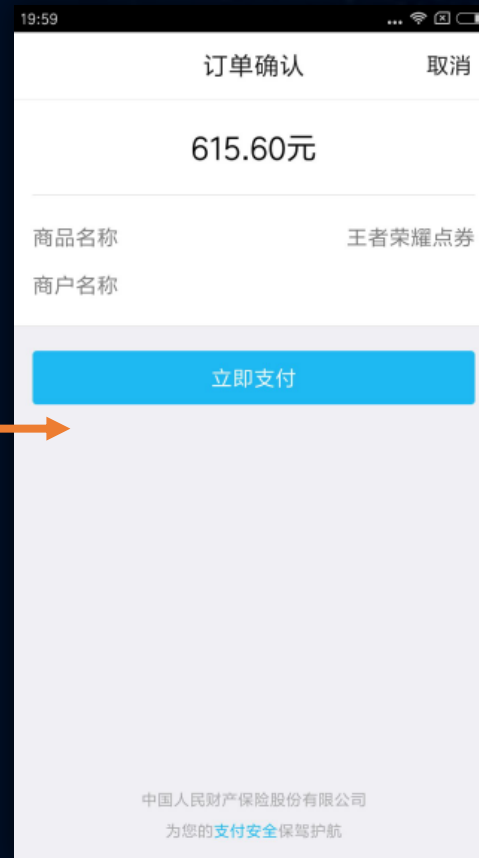 19:59
订单确认 取消
615.60元
商品名称 王者荣耀点券
商户名称
立即支付
中国人民财产保险股份有限公司
为您的支付安全保驾护航